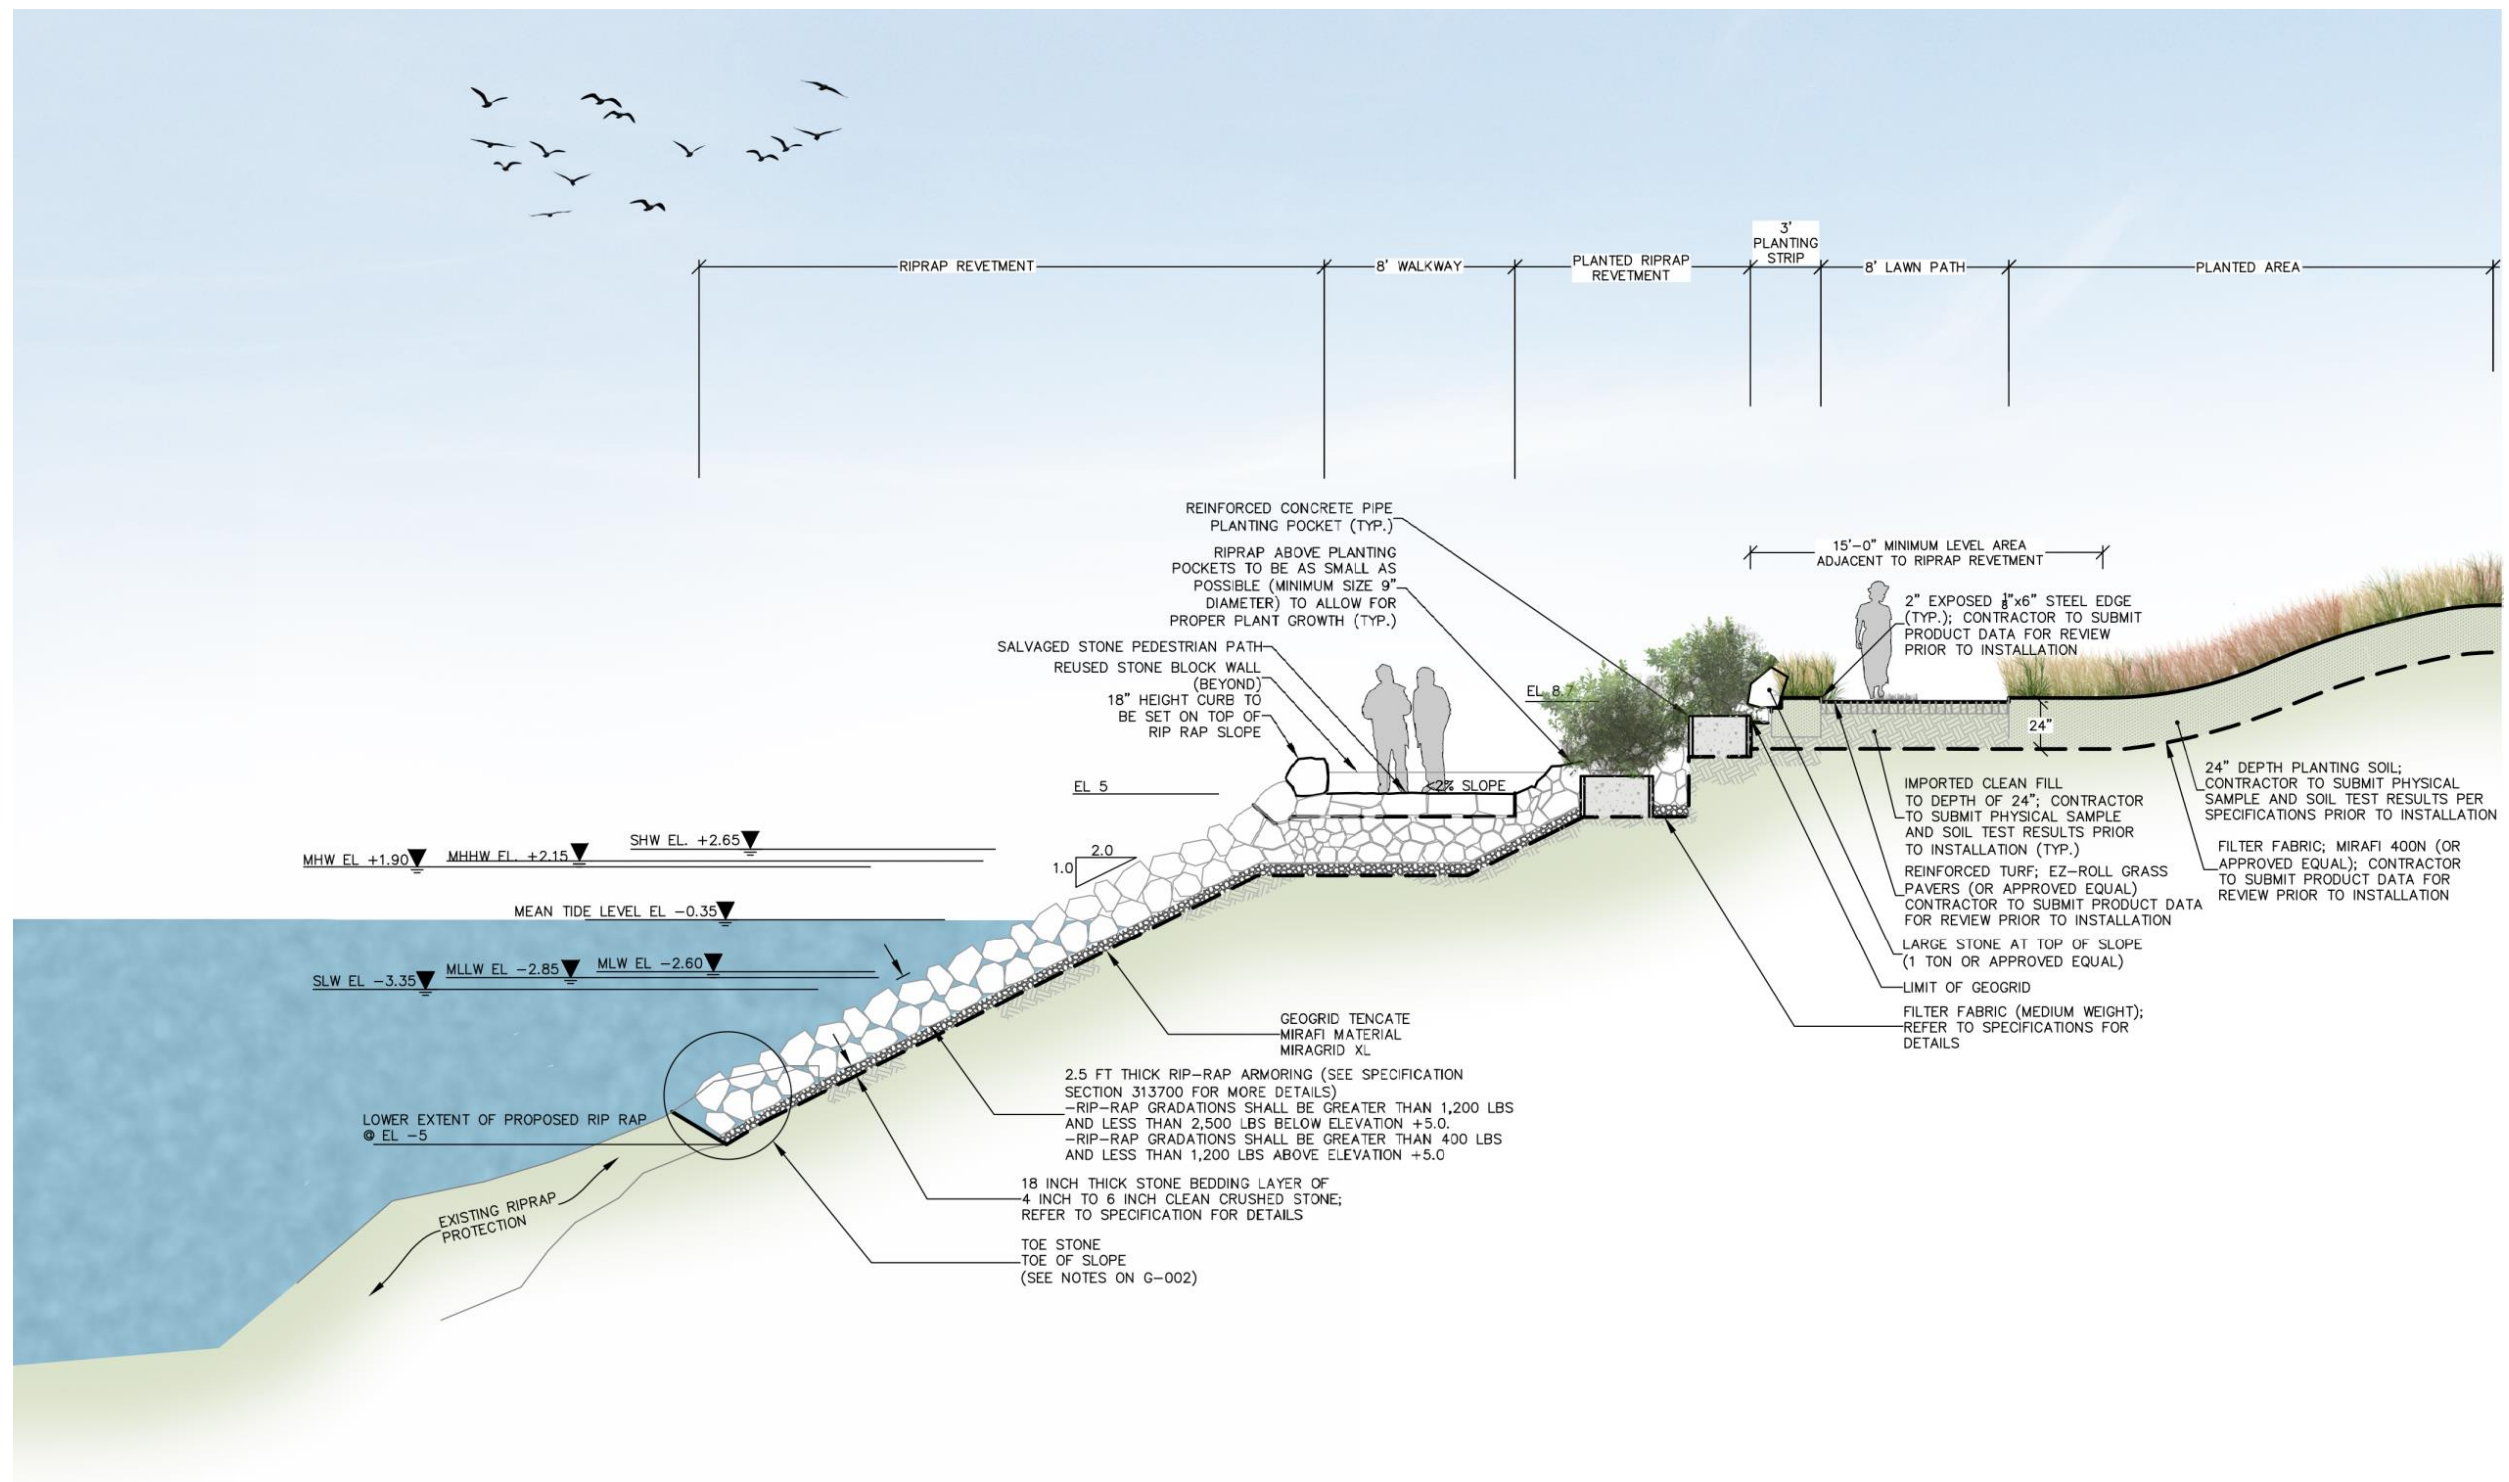 3'
PLANTING
STRIP
RIPRAP REVETMENT
8' WALKWAY
PLANTED RIPRAP
REVETMENT
8' LAWN PATH
PLANTED AREA
REINFORCED CONCRETE PIPE
PLANTING POCKET (TYP.)
RIPRAP ABOVE PLANTING
POCKETS TO BE AS SMALL AS
POSSIBLE (MINIMUM SIZE 9"
DIAMETER) TO ALLOW FOR
PROPER PLANT GROWTH (TYP.)
SALVAGED STONE PEDESTRIAN PATH
REUSED STONE BLOCK WALL
(BEYOND)
18" HEIGHT CURB TO
BE SET ON TOP OF
RIP RAP SLOPE
15'-0" MINIMUM LEVEL AREA
ADJACENT TO RIPRAP REVETMENT
2" EXPOSED 1/8"x6" STEEL EDGE
(TYP.); CONTRACTOR TO SUBMIT
PRODUCT DATA FOR REVIEW
PRIOR TO INSTALLATION
EL 8.7
24"
EL 5
<2% SLOPE
SHW EL. +2.65
MHHW EL. +2.15
MHW EL +1.90
2.0
1.0
MEAN TIDE LEVEL EL -0.35
MLW EL -2.60
MLLW EL -2.85
SLW EL -3.35
24" DEPTH PLANTING SOIL;
CONTRACTOR TO SUBMIT PHYSICAL
SAMPLE AND SOIL TEST RESULTS PER
SPECIFICATIONS PRIOR TO INSTALLATION
IMPORTED CLEAN FILL
TO DEPTH OF 24"; CONTRACTOR
TO SUBMIT PHYSICAL SAMPLE
AND SOIL TEST RESULTS PRIOR
TO INSTALLATION (TYP.)
FILTER FABRIC; MIRAFI 400N (OR
APPROVED EQUAL); CONTRACTOR
TO SUBMIT PRODUCT DATA FOR
REVIEW PRIOR TO INSTALLATION
REINFORCED TURF; EZ-ROLL GRASS
PAVERS (OR APPROVED EQUAL)
CONTRACTOR TO SUBMIT PRODUCT DATA
FOR REVIEW PRIOR TO INSTALLATION
LARGE STONE AT TOP OF SLOPE
(1 TON OR APPROVED EQUAL)
LIMIT OF GEOGRID
FILTER FABRIC (MEDIUM WEIGHT);
REFER TO SPECIFICATIONS FOR
DETAILS
GEOGRID TENCATE
MIRAFI MATERIAL
MIRAGRID XL
2.5 FT THICK RIP-RAP ARMORING (SEE SPECIFICATION
SECTION 313700 FOR MORE DETAILS)
-RIP-RAP GRADATIONS SHALL BE GREATER THAN 1,200 LBS
AND LESS THAN 2,500 LBS BELOW ELEVATION +5.0.
-RIP-RAP GRADATIONS SHALL BE GREATER THAN 400 LBS
AND LESS THAN 1,200 LBS ABOVE ELEVATION +5.0
LOWER EXTENT OF PROPOSED RIP RAP
@ EL -5
18 INCH THICK STONE BEDDING LAYER OF
4 INCH TO 6 INCH CLEAN CRUSHED STONE;
REFER TO SPECIFICATION FOR DETAILS
EXISTING RIPRAP
PROTECTION
TOE STONE
TOE OF SLOPE
(SEE NOTES ON G-002)